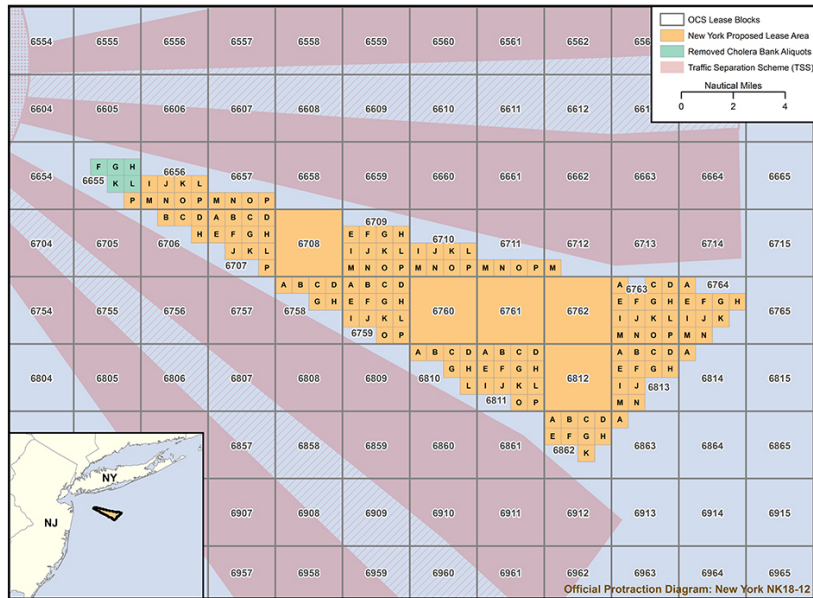 6554 6555 6556 6557 6558 6559 6560 6561 6562
OCS Lease Blocks
New York Proposed Lease Area
Removed Cholera Bank Aliquots
Traffic Separation Scheme (TSS)
Nautical Miles
0 2 4
6604 6605 6606 6607 6608 6609 6610 6611 6612
6654 6655 6656 6657 6658 6659 6660 6661 6662 6663 6664 6665
F G H
K L I J K L
P M N O P M N O P
6704 6705 6706 6707 6708 6709 6710 6711 6712 6713 6714 6715
B C D A B C D
H E F G H E F G H
J K L I J K L I J K L
P M N O P M N O P M N O P M
6754 6755 6756 6757 6758 6759 6760 6761 6762 6763 6764 6765
A B C D A B C D A C D A
G H E F G H E F G H E F G H
I J K L I J K L I J K
O P M N O P M N
6804 6805 6806 6807 6808 6809 6810 6811 6812 6813 6814 6815
A B C D A B C D A B C D A
G H E F G H E F G H
L I J K L I J
O P M N
6857 6858 6859 6860 6861 6862 6863 6864 6865
A B C D A
E F G H
K
NY
NJ
6907 6908 6909 6910 6911 6912 6913 6914 6915
6957 6958 6959 6960 6961 6962 6963 6964 6965
Official Protraction Diagram: New York NK18-12